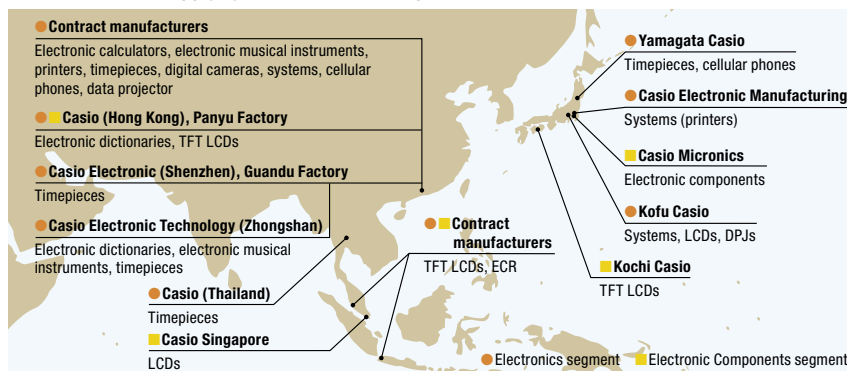 Contract manufacturers
Electronic calculators, electronic musical instruments,
printers, timepieces, digital cameras, systems, cellular
phones, data projector
Casio (Hong Kong), Panyu Factory
Electronic dictionaries, TFT LCDs
Casio Electronic (Shenzhen), Guandu Factory
Timepieces
Casio Electronic Technology (Zhongshan)
Electronic dictionaries, electronic musical
instruments, timepieces
Casio (Thailand)
Timepieces
Casio Singapore
LCDs
Contract
manufacturers
TFT LCDs, ECR
Yamagata Casio
Timepieces, cellular phones
Casio Electronic Manufacturing
Systems (printers)
Casio Micronics
Electronic components
Kofu Casio
Systems, LCDs, DPJs
Kochi Casio
TFT LCDs
Electronics segment
Electronic Components segment